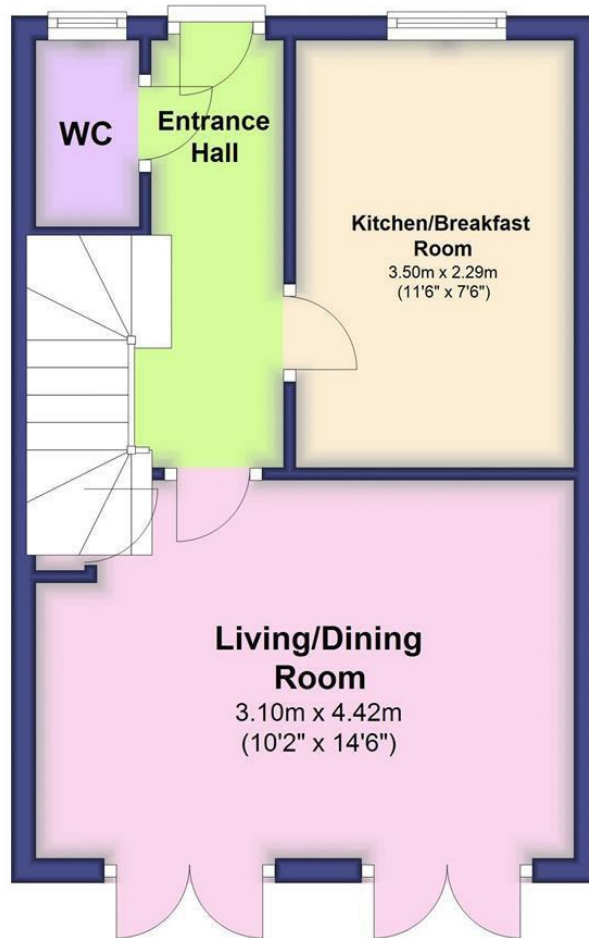 WC
Entrance
Hall
Kitchen/Breakfast
Room
3.50m x 2.29m
(11'6" x 7'6")
Living/Dining
Room
3.10m x 4.42m
(10'2" x 14'6")